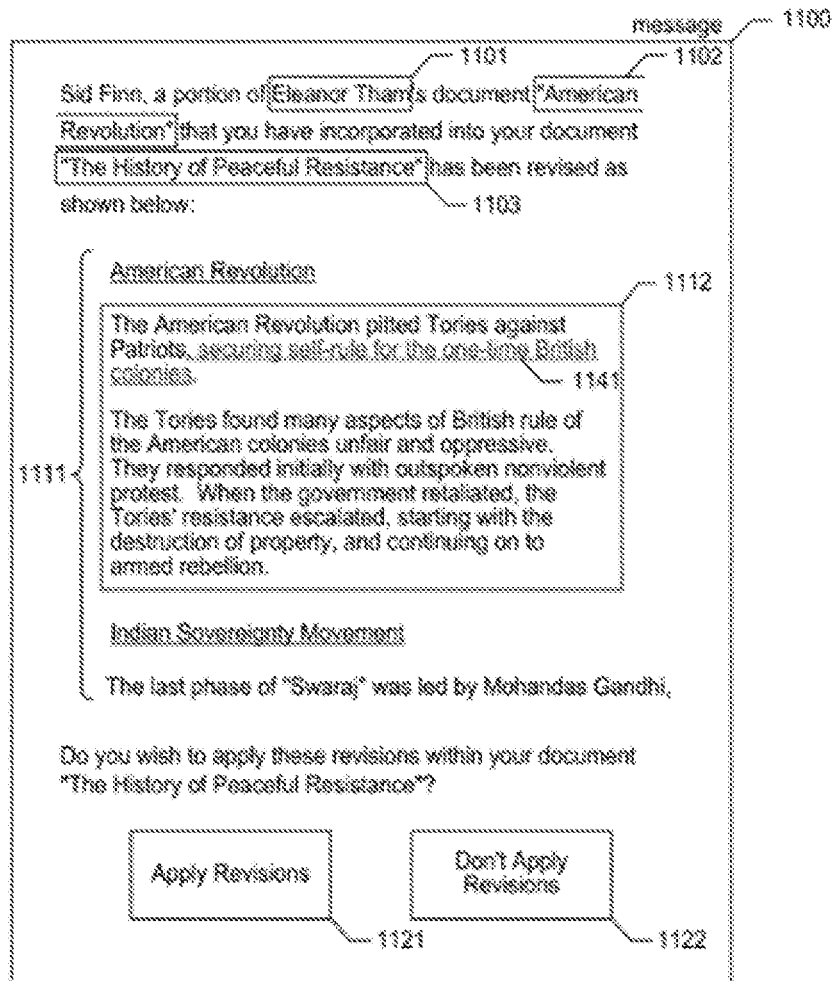 message 1100
1101 1102
Sid Finn, a portion of Eleanor Tham's document "American
Revolution" that you have incorporated into your document
"The History of Peaceful Resistance" has been revised as
shown below: 1103
American Revolution
1112
The American Revolution pitted Tories against
Patriots, securing self-rule for the one-time British
colonies. 1141
The Tories found many aspects of British rule of
the American colonies unfair and oppressive.
1111 They responded initially with outspoken nonviolent
protest. When the government retaliated, the
Tories' resistance escalated, starting with the
destruction of property, and continuing on to
armed rebellion.
Indian Sovereignty Movement
The last phase of "Swaraj" was led by Mohandas Gandhi,
Do you wish to apply these revisions within your document
"The History of Peaceful Resistance"?
Apply Revisions
Don't Apply
Revisions
1121 1122